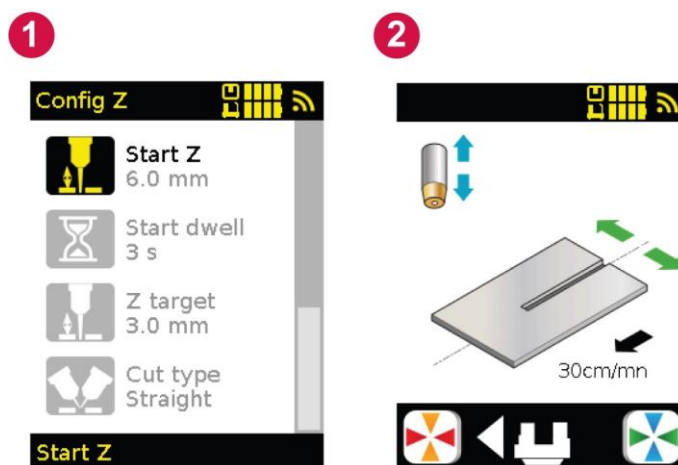 1
Config Z
Start Z
6.0 mm
Start dwell
3 s
Z target
3.0 mm
Cut type
Straight
Start Z
2
30cm/mn